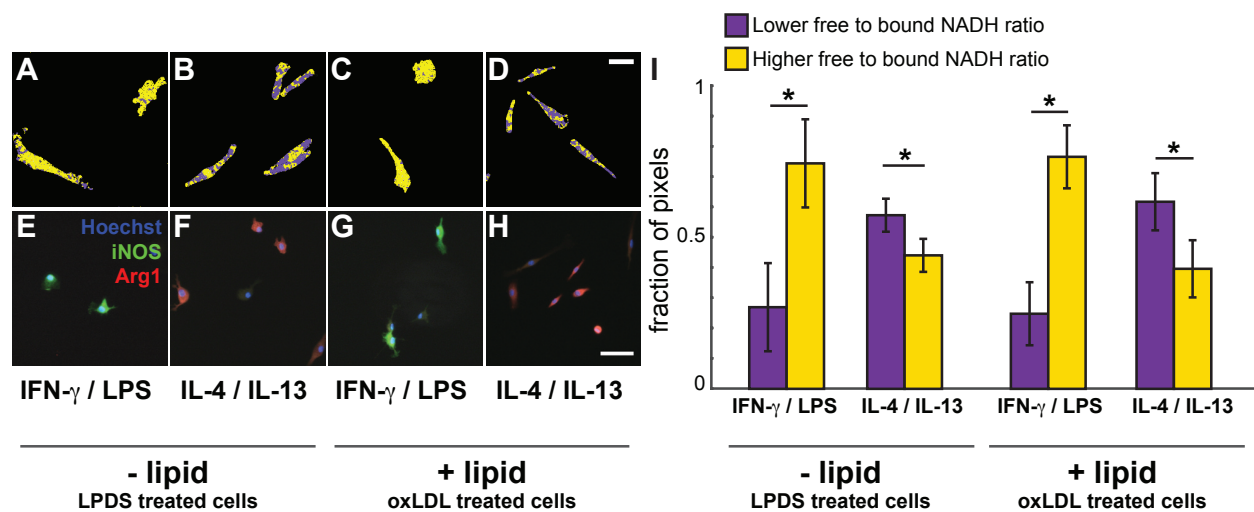 Lower free to bound NADH ratio
Higher free to bound NADH ratio
A
B
C
D
E
F
G
H
Hoechst
iNOS
Arg1
IFN-γ / LPS
IL-4 / IL-13
IFN-γ / LPS
IL-4 / IL-13
- lipid
LPDS treated cells
+ lipid
oxLDL treated cells
I
fraction of pixels
1
0.5
0
*
*
*
*
IFN-γ / LPS
IL-4 / IL-13
IFN-γ / LPS
IL-4 / IL-13
- lipid
LPDS treated cells
+ lipid
oxLDL treated cells